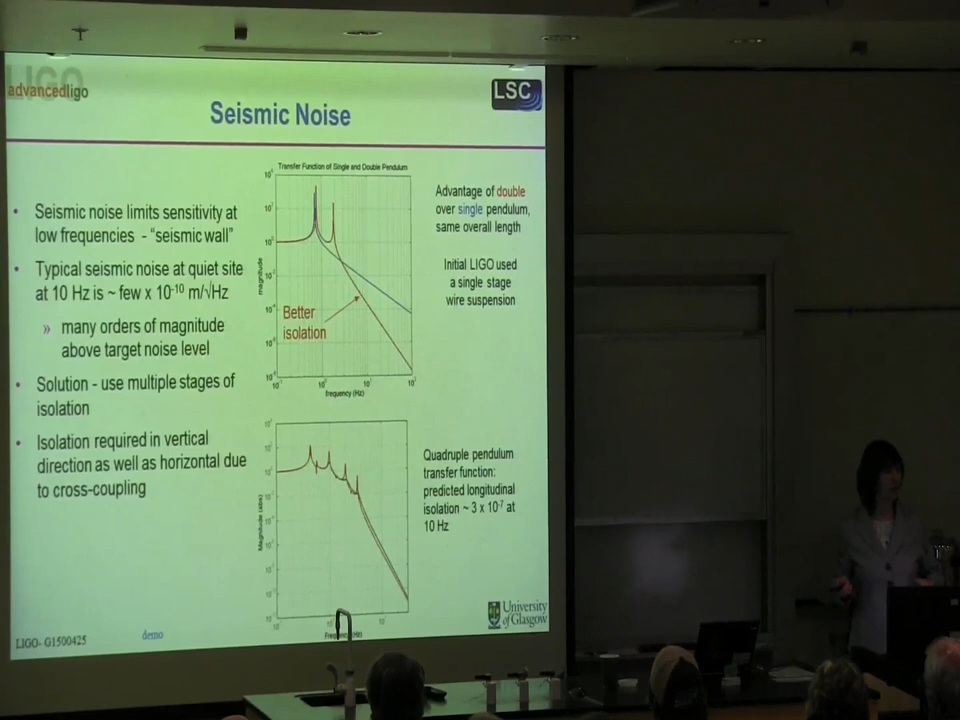 LIGO
advancedligo
LSC
Seismic Noise
• Seismic noise limits sensitivity at
low frequencies - “seismic wall”
• Typical seismic noise at quiet site
at 10 Hz is ~ few x 10⁻¹⁰ m/√Hz
» many orders of magnitude
above target noise level
• Solution - use multiple stages of
isolation
• Isolation required in vertical
direction as well as horizontal due
to cross-coupling
Transfer Function of Single and Double Pendulum
magnitude
Better
isolation
frequency (Hz)
Advantage of double
over single pendulum,
same overall length
Initial LIGO used
a single stage
wire suspension
Magnitude (abs)
Quadruple pendulum
transfer function:
predicted longitudinal
isolation ~ 3 x 10⁻⁷ at
10 Hz
University
of Glasgow
LIGO- G1500425
demo